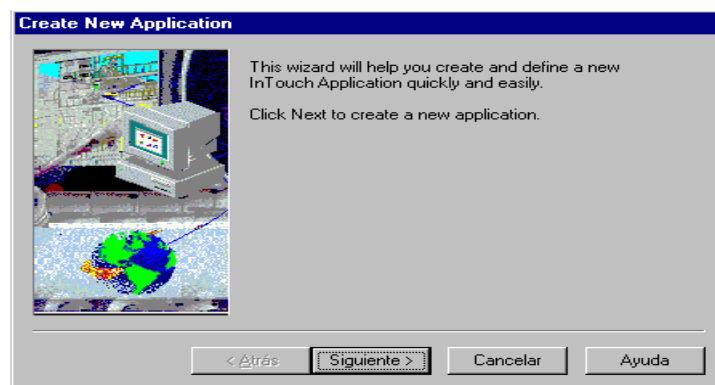 Create New Application
This wizard will help you create and define a new
InTouch Application quickly and easily.
Click Next to create a new application.
< Atrás
Siguiente >
Cancelar
Ayuda